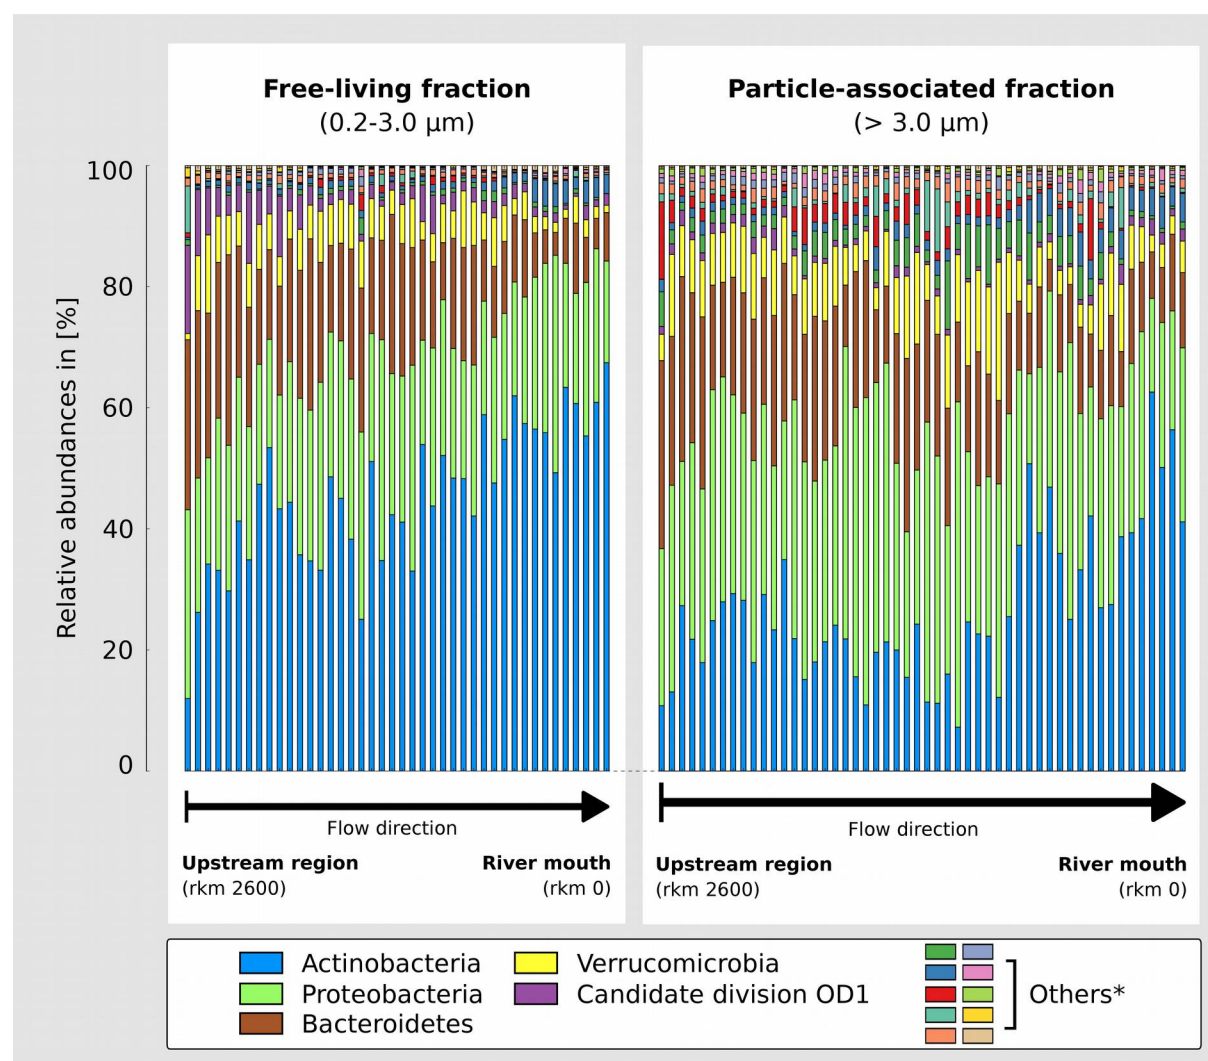 Free-living fraction
(0.2-3.0 µm)
Particle-associated fraction
(> 3.0 µm)
Relative abundances in [%]
100
80
60
40
20
0
Flow direction
Upstream region
(rkm 2600)
River mouth
(rkm 0)
Flow direction
Upstream region
(rkm 2600)
River mouth
(rkm 0)
Actinobacteria
Proteobacteria
Bacteroidetes
Verrucomicrobia
Candidate division OD1
Others*